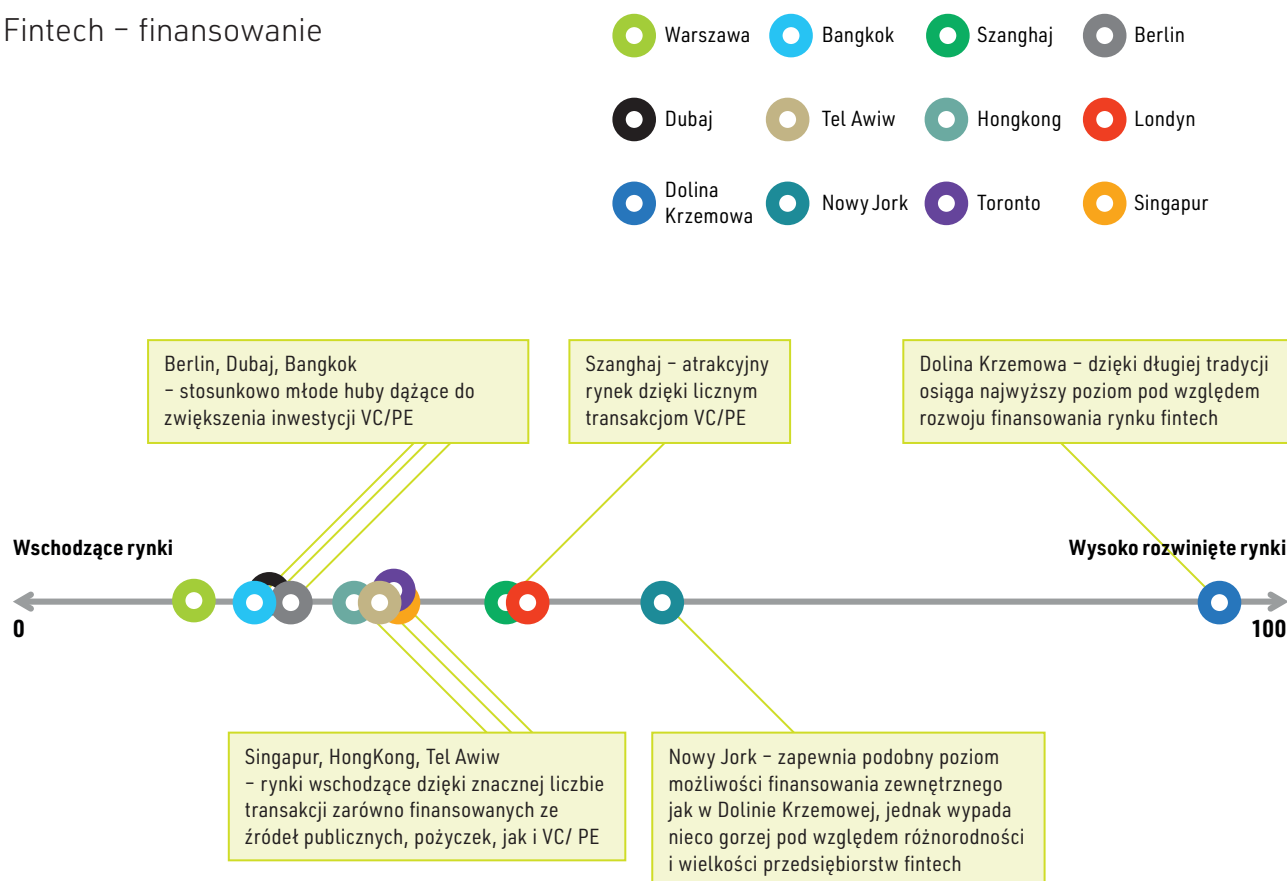 Fintech – finansowanie
Warszawa
Bangkok
Szanghaj
Berlin
Dubaj
Tel Awiw
Hongkong
Londyn
Dolina
Krzemowa
Nowy Jork
Toronto
Singapur
Berlin, Dubaj, Bangkok
– stosunkowo młode huby dążące do
zwiększenia inwestycji VC/PE
Szanghaj – atrakcyjny
rynek dzięki licznym
transakcjom VC/PE
Dolina Krzemowa – dzięki długiej tradycji
osiąga najwyższy poziom pod względem
rozwoju finansowania rynku fintech
Wschodzące rynki
Wysoko rozwinięte rynki
0
100
Singapur, HongKong, Tel Awiw
– rynki wschodzące dzięki znacznej liczbie
transakcji zarówno finansowanych ze
źródeł publicznych, pożyczek, jak i VC/ PE
Nowy Jork – zapewnia podobny poziom
możliwości finansowania zewnętrznego
jak w Dolinie Krzemowej, jednak wypada
nieco gorzej pod względem różnorodności
i wielkości przedsiębiorstw fintech